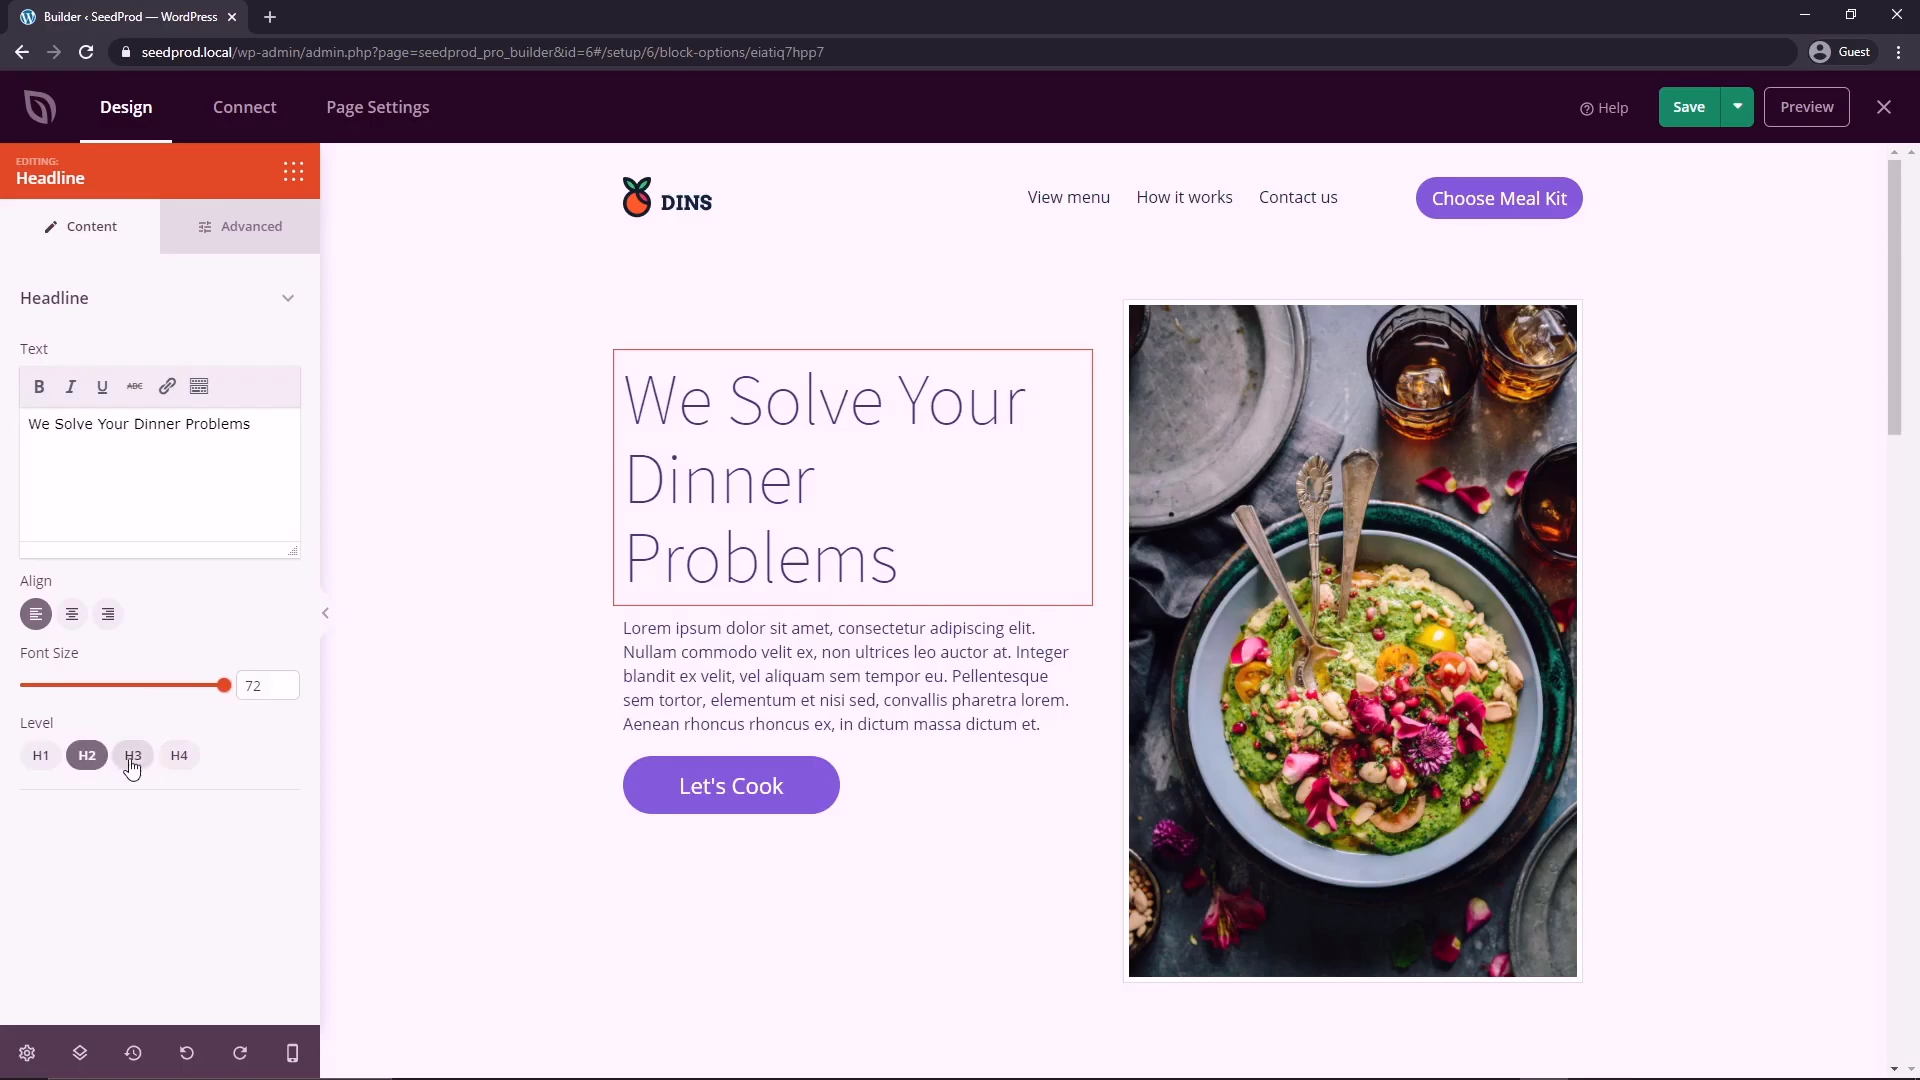 Builder ‹ SeedProd — WordPress
seedprod.local/wp-admin/admin.php?page=seedprod_pro_builder&id=6#/setup/6/block-options/eiatiq7hpp7
Guest
Design
Connect
Page Settings
Help
Save
Preview
EDITING:
Headline
Content
Advanced
Headline
Text
B I U ABC
We Solve Your Dinner Problems
Align
Font Size
72
Level
H1 H2 H3 H4
DINS
View menu
How it works
Contact us
Choose Meal Kit
We Solve Your
Dinner
Problems
Lorem ipsum dolor sit amet, consectetur adipiscing elit.
Nullam commodo velit ex, non ultrices leo auctor at. Integer
blandit ex velit, vel aliquam sem tempor eu. Pellentesque
sem tortor, elementum et nisi sed, convallis pharetra lorem.
Aenean rhoncus rhoncus ex, in dictum massa dictum et.
Let's Cook